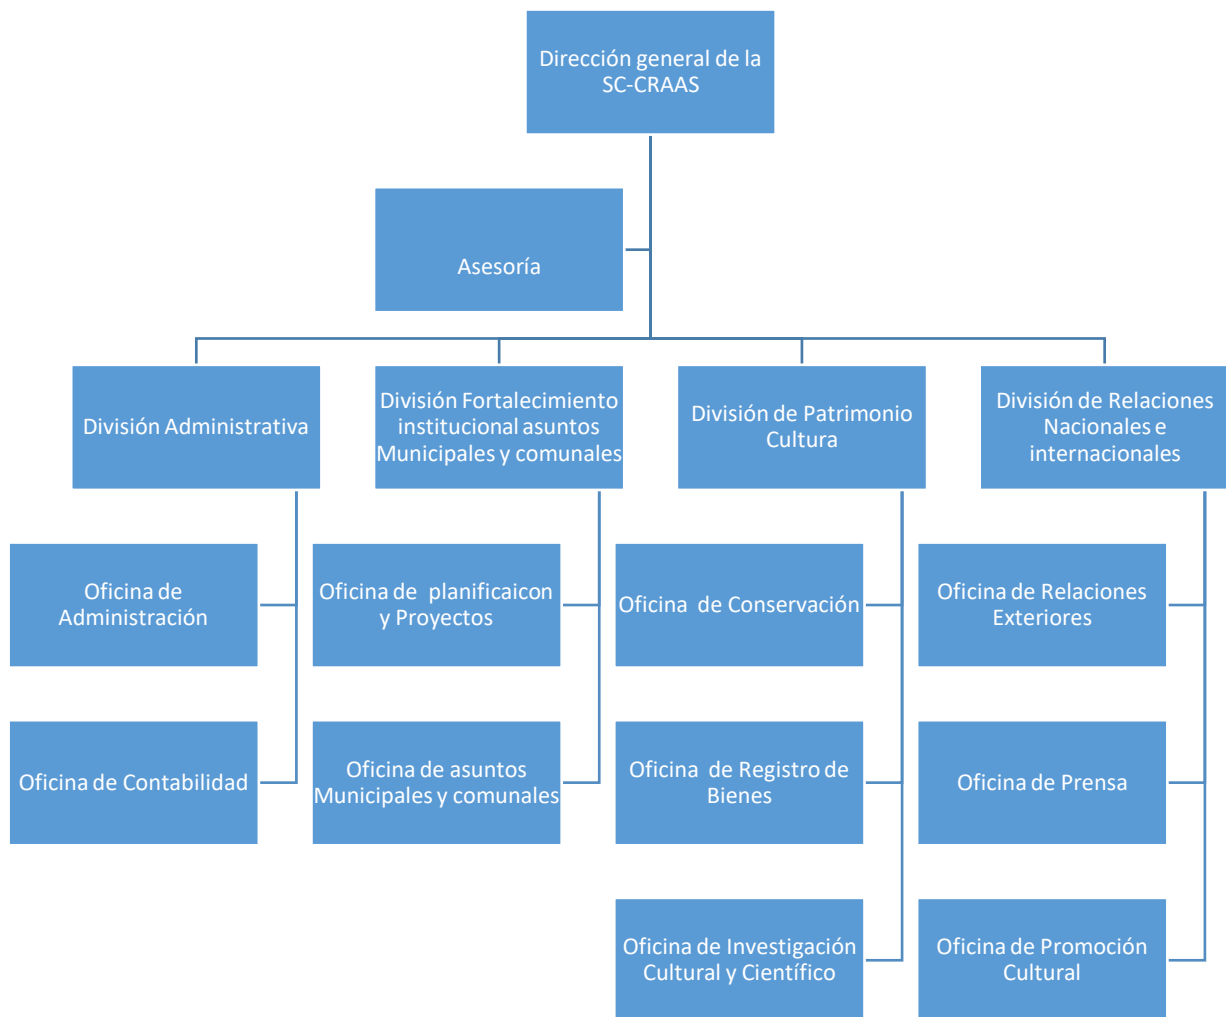 Dirección general de la
SC-CRAAS
Asesoría
División Administrativa
División Fortalecimiento
institucional asuntos
Municipales y comunales
División de Patrimonio
Cultura
División de Relaciones
Nacionales e
internacionales
Oficina de
Administración
Oficina de planificaicon
y Proyectos
Oficina de Conservación
Oficina de Relaciones
Exteriores
Oficina de Contabilidad
Oficina de asuntos
Municipales y comunales
Oficina de Registro de
Bienes
Oficina de Prensa
Oficina de Investigación
Cultural y Científico
Oficina de Promoción
Cultural